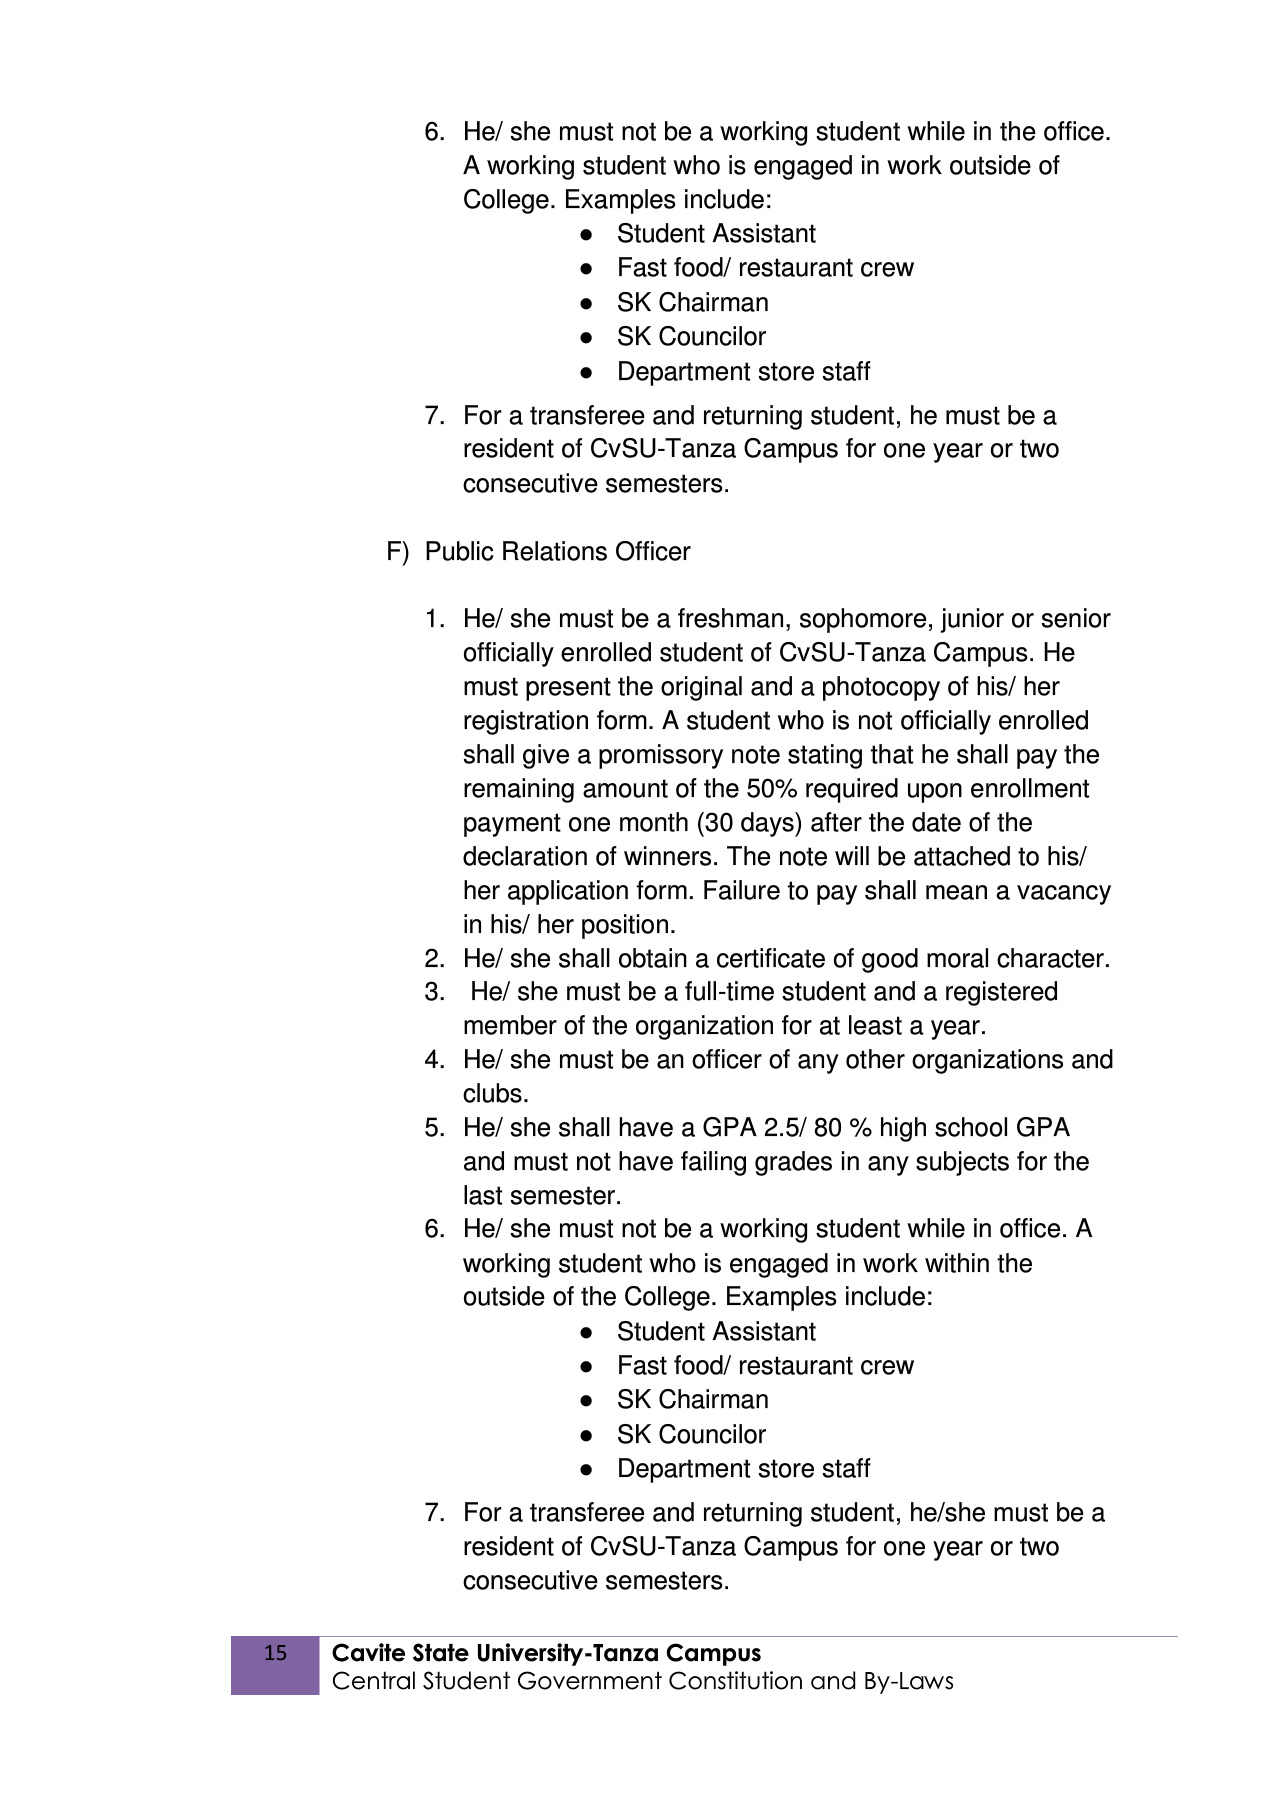 6. He/ she must not be a working student while in the office.
A working student who is engaged in work outside of
College. Examples include:
● Student Assistant
● Fast food/ restaurant crew
● SK Chairman
● SK Councilor
● Department store staff
7. For a transferee and returning student, he must be a
resident of CvSU-Tanza Campus for one year or two
consecutive semesters.
F) Public Relations Officer
1. He/ she must be a freshman, sophomore, junior or senior
officially enrolled student of CvSU-Tanza Campus. He
must present the original and a photocopy of his/ her
registration form. A student who is not officially enrolled
shall give a promissory note stating that he shall pay the
remaining amount of the 50% required upon enrollment
payment one month (30 days) after the date of the
declaration of winners. The note will be attached to his/
her application form. Failure to pay shall mean a vacancy
in his/ her position.
2. He/ she shall obtain a certificate of good moral character.
3. He/ she must be a full-time student and a registered
member of the organization for at least a year.
4. He/ she must be an officer of any other organizations and
clubs.
5. He/ she shall have a GPA 2.5/ 80 % high school GPA
and must not have failing grades in any subjects for the
last semester.
6. He/ she must not be a working student while in office. A
working student who is engaged in work within the
outside of the College. Examples include:
● Student Assistant
● Fast food/ restaurant crew
● SK Chairman
● SK Councilor
● Department store staff
7. For a transferee and returning student, he/she must be a
resident of CvSU-Tanza Campus for one year or two
consecutive semesters.
15 Cavite State University-Tanza Campus
Central Student Government Constitution and By-Laws